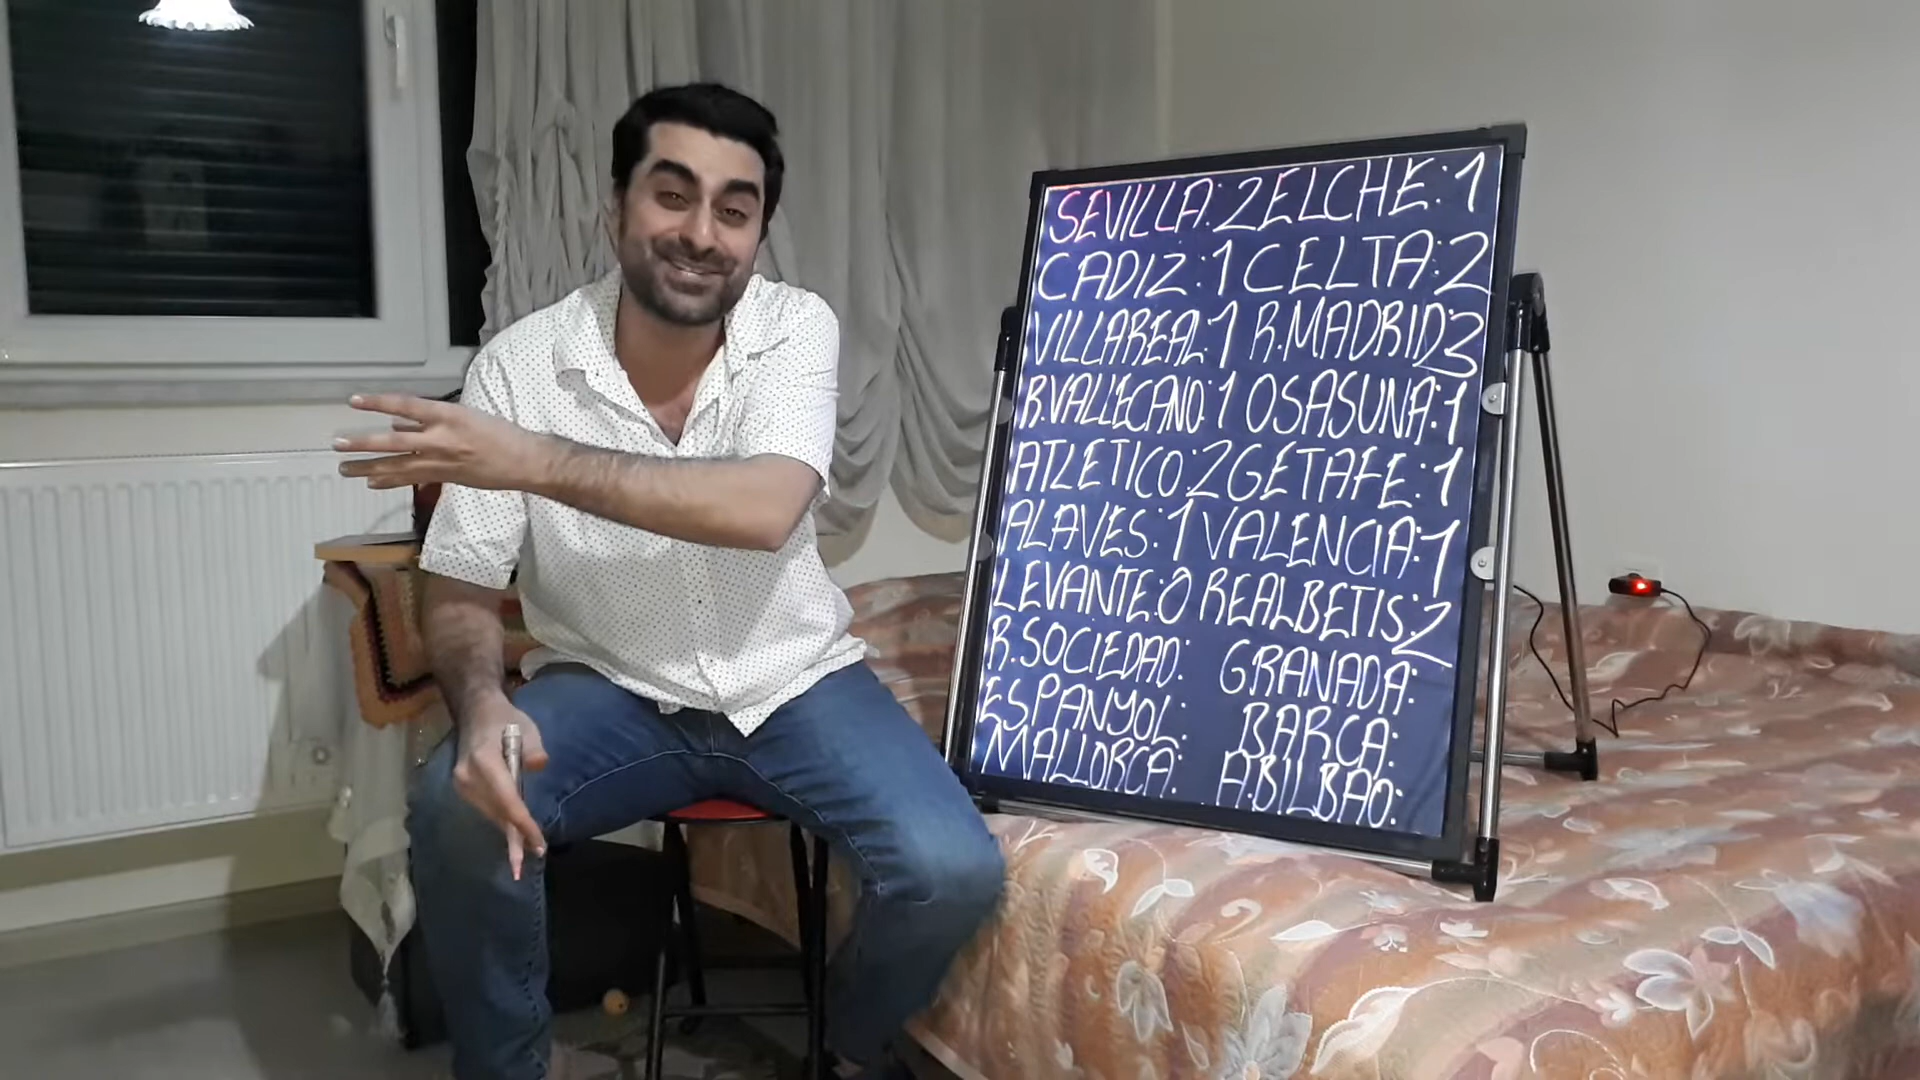 SEVILLA:2 ELCHE:1
CADIZ:1 CELTA:2
VILLAREAL:1 R.MADRID:3
R.VALLECANO:1 OSASUNA:1
ATLETICO:2 GETAFE:1
ALAVES:1 VALENCIA:1
LEVANTE:0 REALBETIS:2
R.SOCIEDAD: GRANADA:
ESPANYOL: BARCA:
MALLORCA: A.BILBAO: